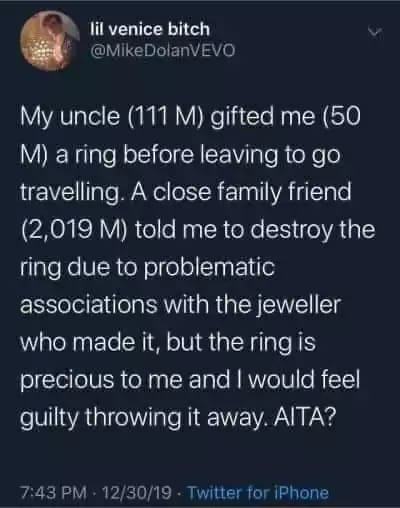 lil venice bitch
@MikeDolanVEVO
My uncle (111 M) gifted me (50
M) a ring before leaving to go
travelling. A close family friend
(2,019 M) told me to destroy the
ring due to problematic
associations with the jeweller
who made it, but the ring is
precious to me and I would feel
guilty throwing it away. AITA?
7:43 PM · 12/30/19 · Twitter for iPhone